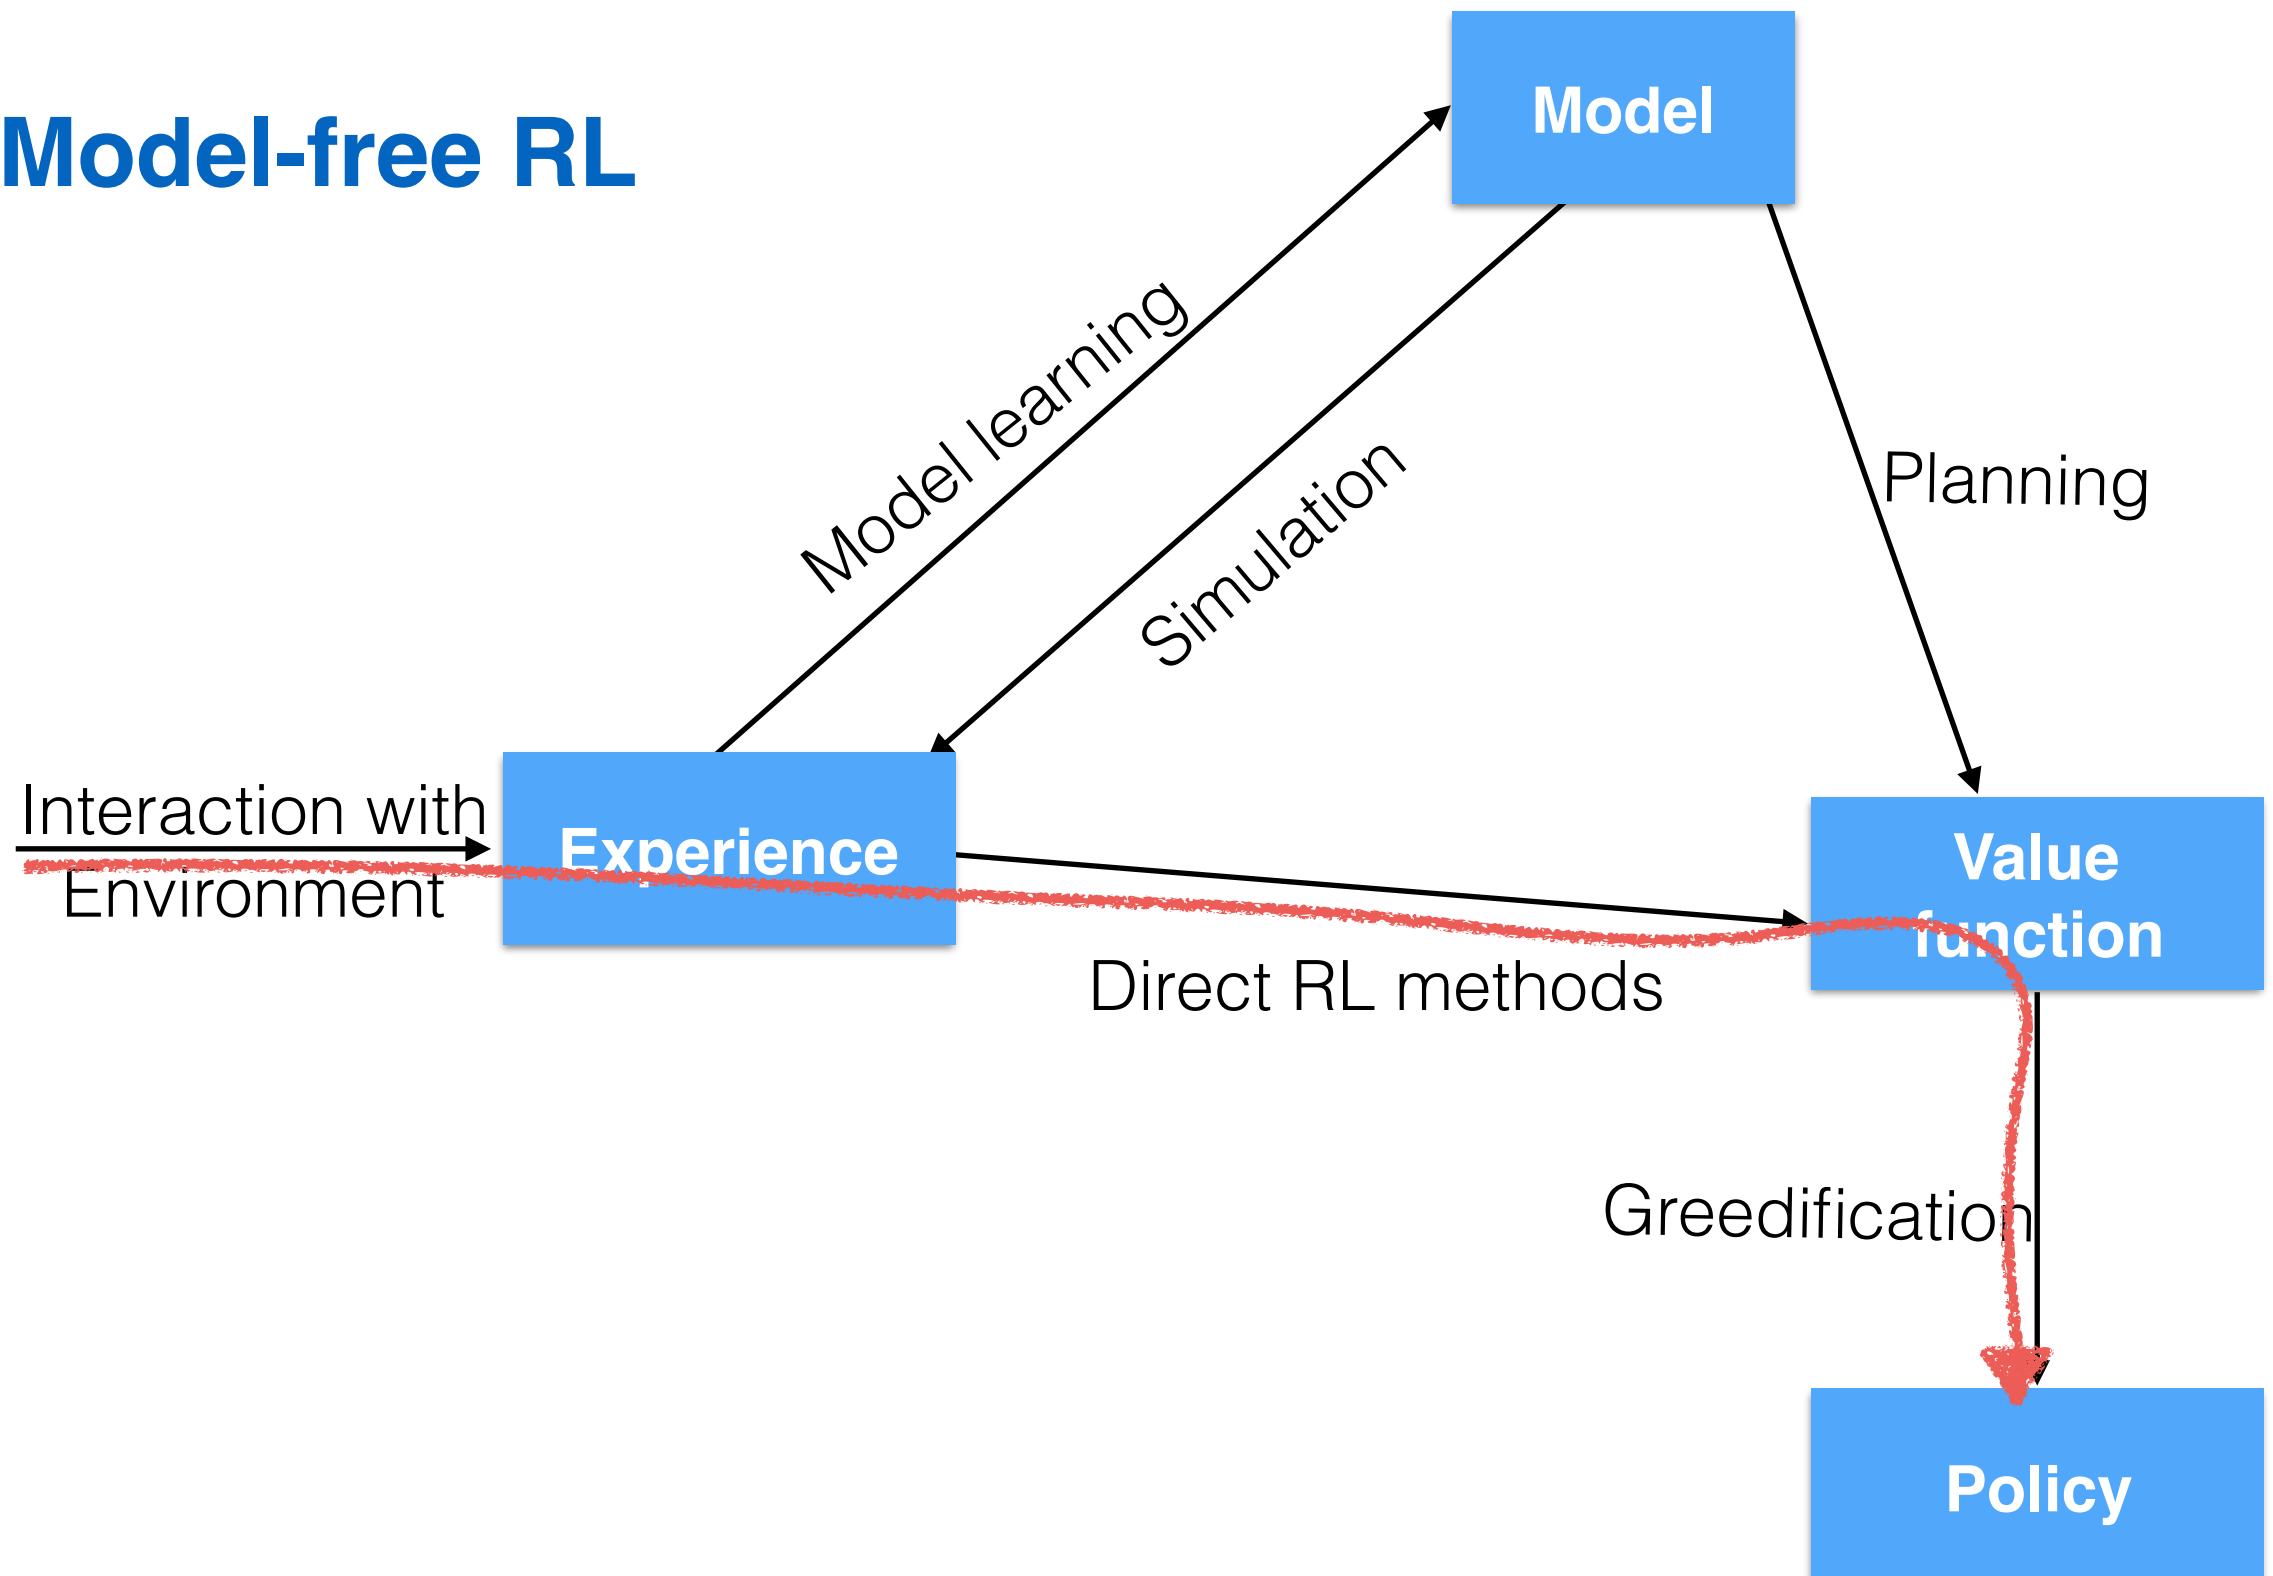 Model
Model-free RL
Model learning
Simulation
Planning
Interaction with
Environment
Experience
Value
function
Direct RL methods
Greedification
Policy